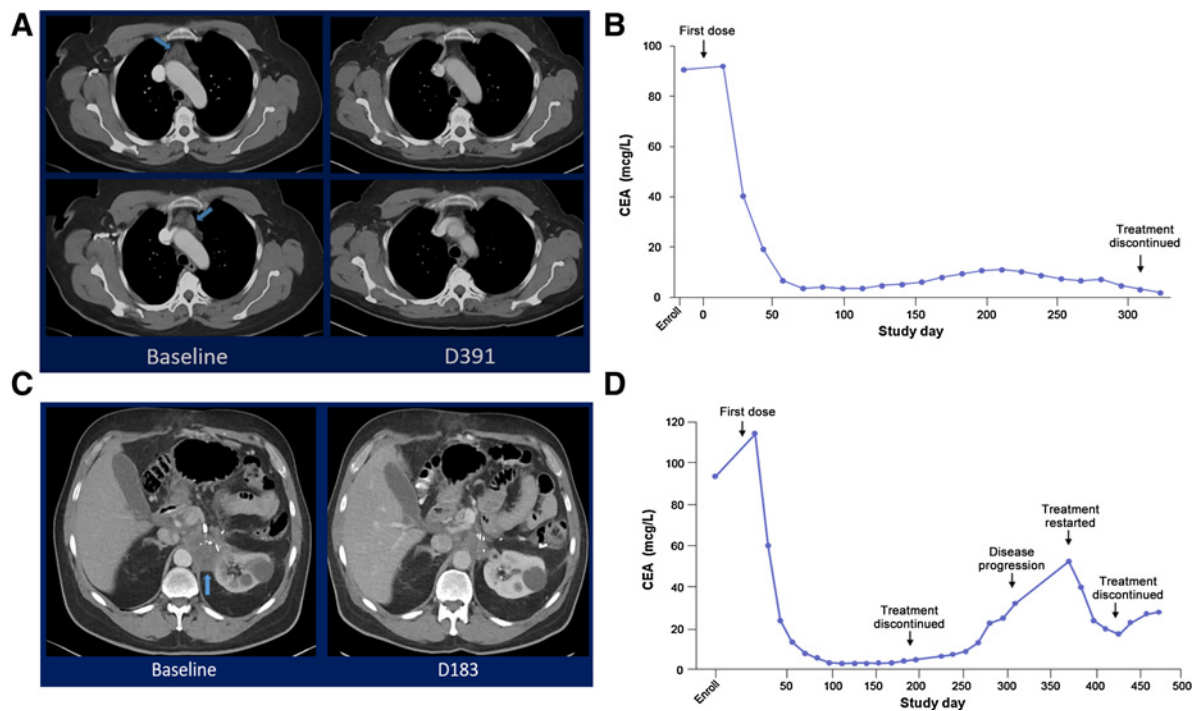 A
Baseline
D391
B
First dose
100
80
60
40
20
0
CEA (mcg/L)
Treatment
discontinued
Enroll
0
50
100
150
200
250
300
Study day
C
Baseline
D183
D
First dose
120
100
80
60
40
20
0
CEA (mcg/L)
Treatment
discontinued
Disease
progression
Treatment
restarted
Treatment
discontinued
Enroll
50
100
150
200
250
300
350
400
450
500
Study day